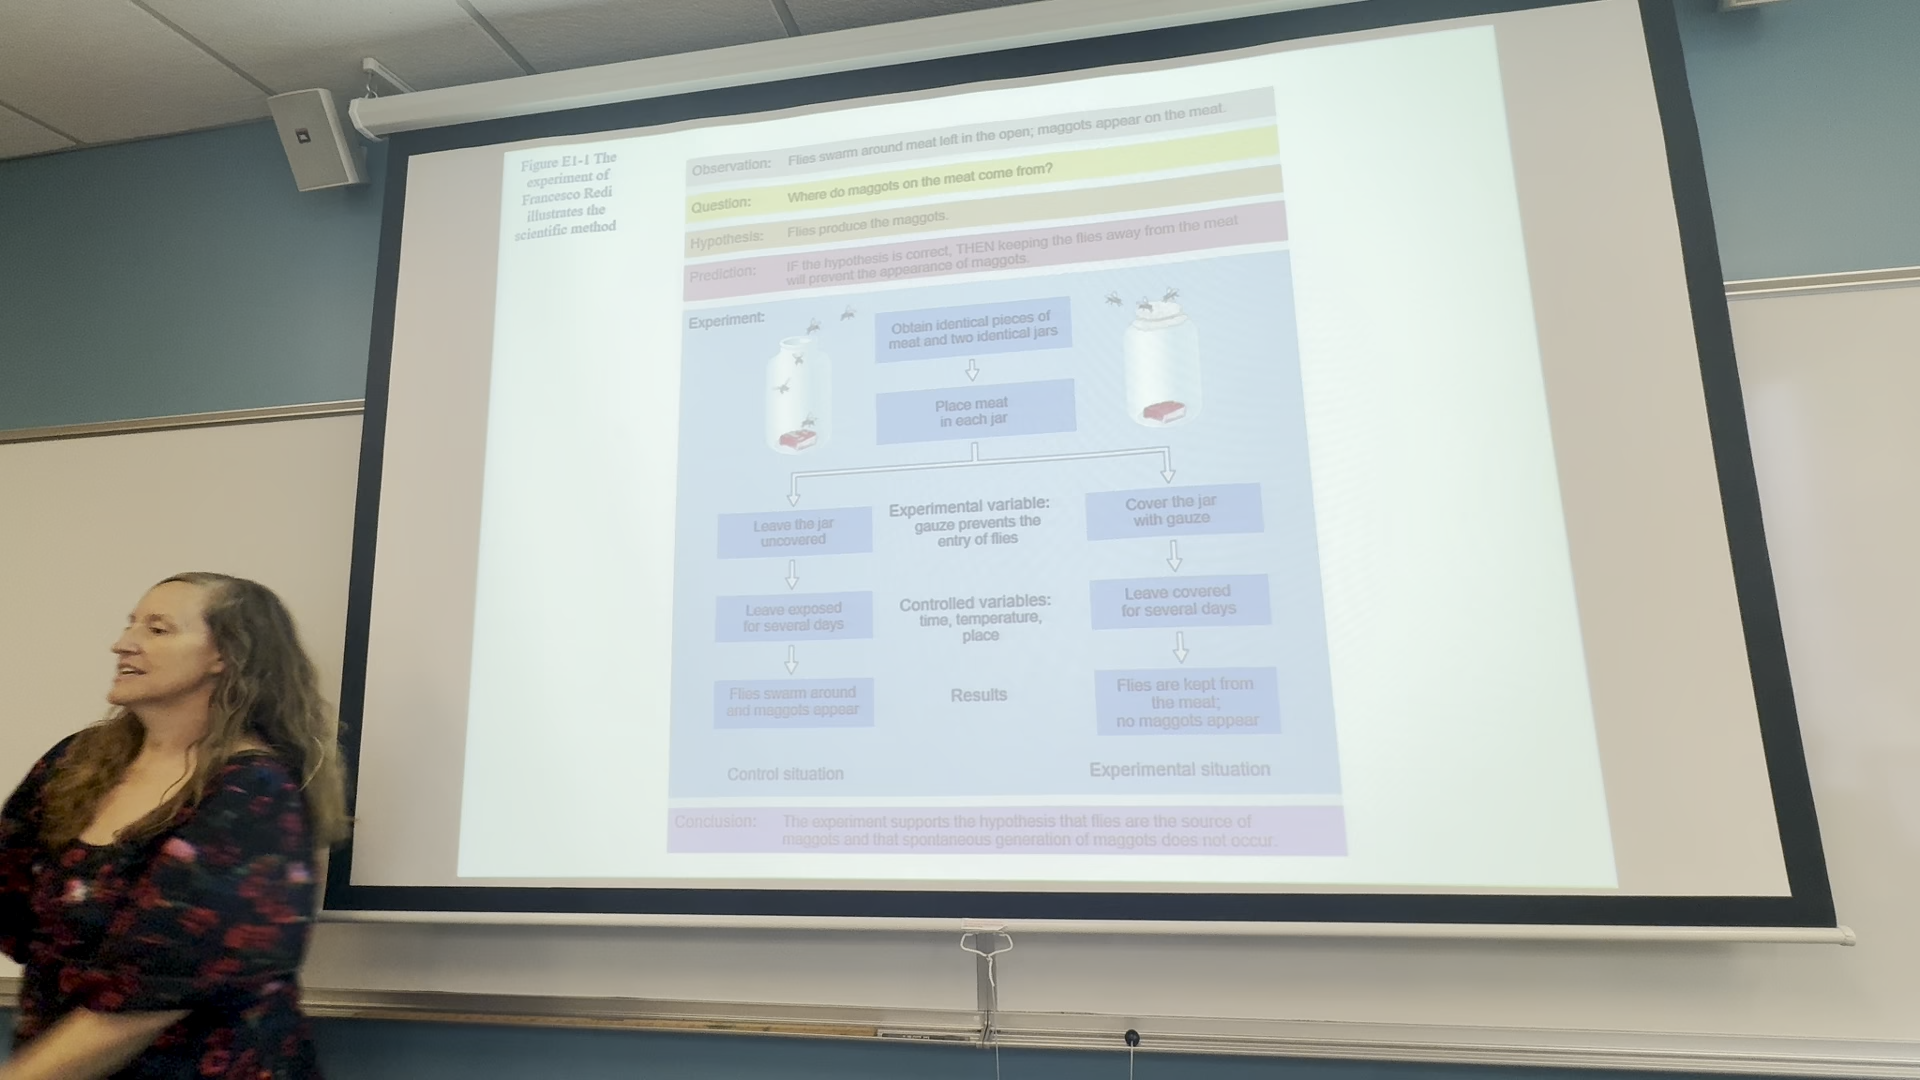 Figure E1-1 The
experiment of
Francesco Redi
illustrates the
scientific method
Observation: Flies swarm around meat left in the open; maggots appear on the meat.
Question: Where do maggots on the meat come from?
Hypothesis: Flies produce the maggots.
Prediction: IF the hypothesis is correct, THEN keeping the flies away from the meat
will prevent the appearance of maggots.
Experiment:
Obtain identical pieces of
meat and two identical jars
Place meat
in each jar
Leave the jar
uncovered
Experimental variable:
gauze prevents the
entry of flies
Cover the jar
with gauze
Leave exposed
for several days
Controlled variables:
time, temperature,
place
Leave covered
for several days
Flies swarm around
and maggots appear
Results
Flies are kept from
the meat;
no maggots appear
Control situation
Experimental situation
Conclusion: The experiment supports the hypothesis that flies are the source of
maggots and that spontaneous generation of maggots does not occur.